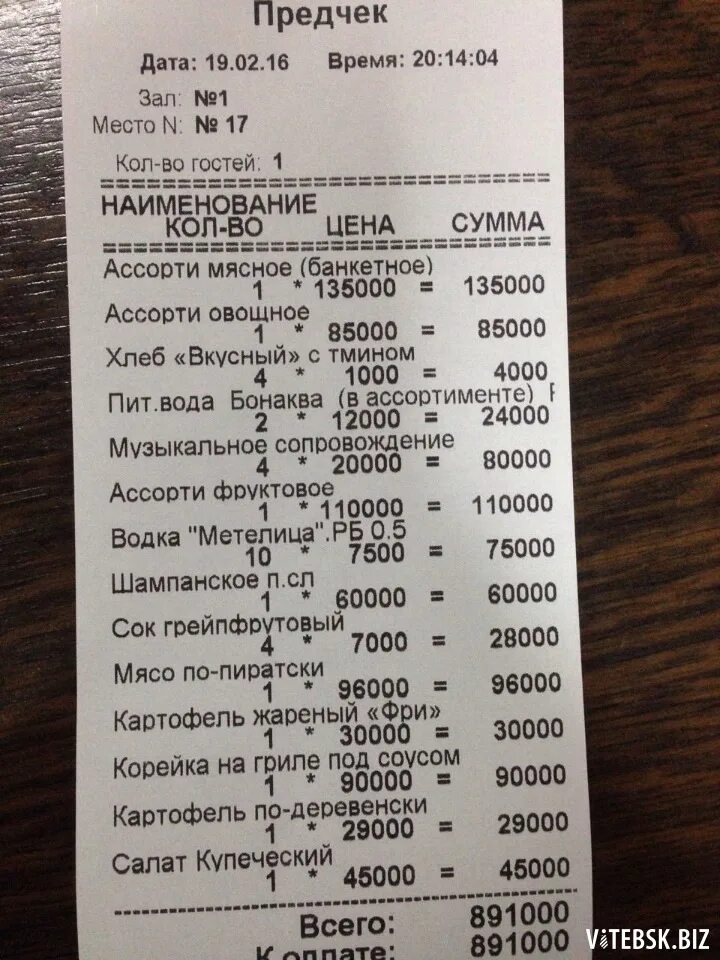 Предчек
Дата: 19.02.16 Время: 20:14:04
Зал: №1
Место N: № 17
Кол-во гостей: 1
НАИМЕНОВАНИЕ
КОЛ-ВО ЦЕНА СУММА
Ассорти мясное (банкетное)
1 * 135000 = 135000
Ассорти овощное
1 * 85000 = 85000
Хлеб «Вкусный» с тмином
4 * 1000 = 4000
Пит.вода Бонаква (в ассортименте)
2 * 12000 = 24000
Музыкальное сопровождение
4 * 20000 = 80000
Ассорти фруктовое
1 * 110000 = 110000
Водка "Метелица".РБ 0.5
10 * 7500 = 75000
Шампанское п.сл
1 * 60000 = 60000
Сок грейпфрутовый
4 * 7000 = 28000
Мясо по-пиратски
1 * 96000 = 96000
Картофель жареный «Фри»
1 * 30000 = 30000
Корейка на гриле под соусом
1 * 90000 = 90000
Картофель по-деревенски
1 * 29000 = 29000
Салат Купеческий
1 * 45000 = 45000
Всего: 891000
К оплате: 891000
ViTEBSK.BIZ